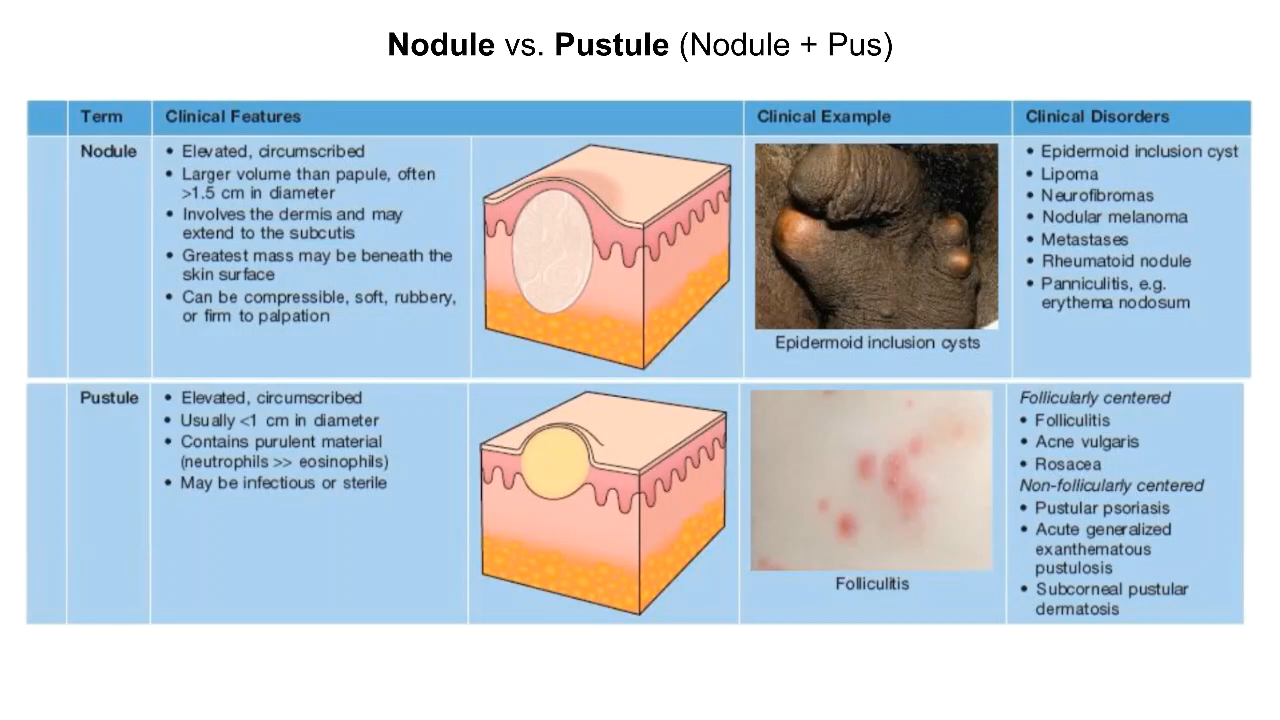 Nodule vs. Pustule (Nodule + Pus)
Term
Clinical Features
Clinical Example
Clinical Disorders
Nodule
• Elevated, circumscribed
• Larger volume than papule, often
>1.5 cm in diameter
• Involves the dermis and may
extend to the subcutis
• Greatest mass may be beneath the
skin surface
• Can be compressible, soft, rubbery,
or firm to palpation
Epidermoid inclusion cysts
• Epidermoid inclusion cyst
• Lipoma
• Neurofibromas
• Nodular melanoma
• Metastases
• Rheumatoid nodule
• Panniculitis, e.g.
erythema nodosum
Pustule
• Elevated, circumscribed
• Usually <1 cm in diameter
• Contains purulent material
(neutrophils >> eosinophils)
• May be infectious or sterile
Folliculitis
Follicularly centered
• Folliculitis
• Acne vulgaris
• Rosacea
Non-follicularly centered
• Pustular psoriasis
• Acute generalized
exanthematous
pustulosis
• Subcorneal pustular
dermatosis